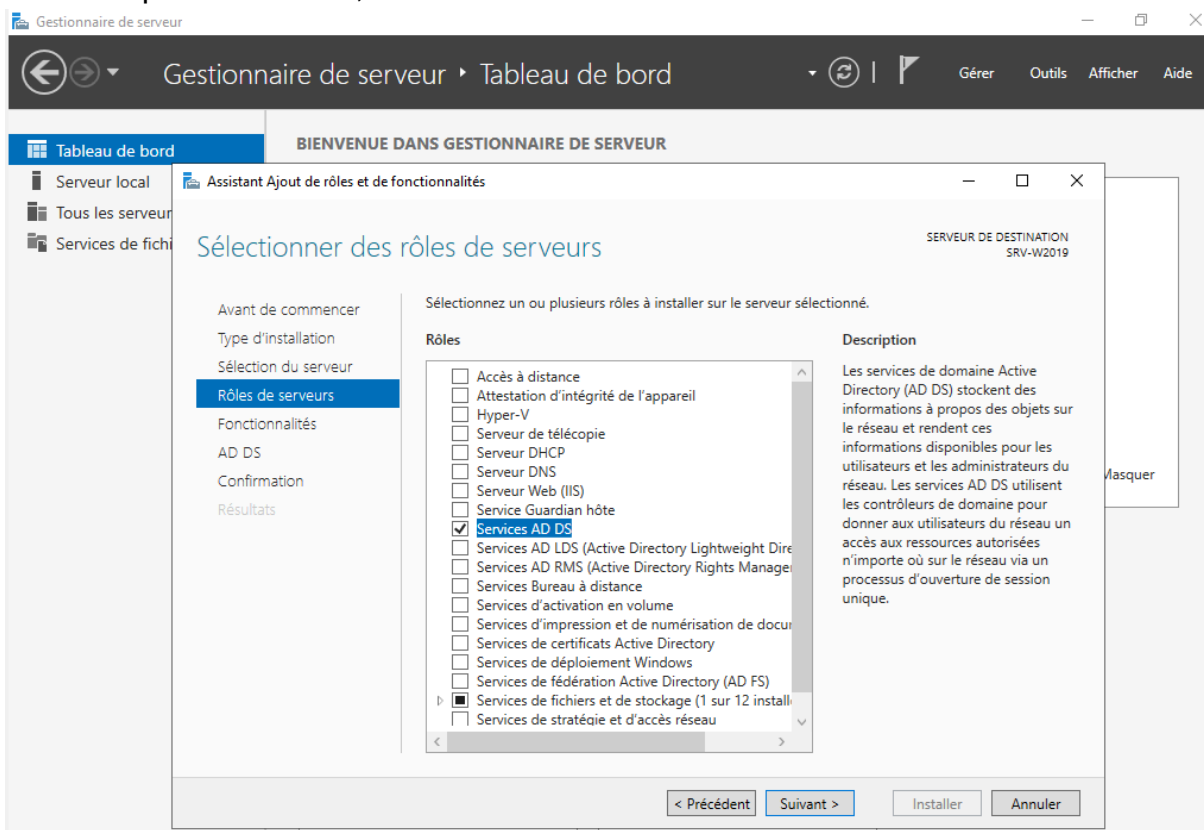 Gestionnaire de serveur
Gestionnaire de serveur ‣ Tableau de bord
Gérer Outils Afficher Aide
Tableau de bord
Serveur local
Tous les serveur
Services de fichi
BIENVENUE DANS GESTIONNAIRE DE SERVEUR
Assistant Ajout de rôles et de fonctionnalités
Sélectionner des rôles de serveurs
SERVEUR DE DESTINATION
SRV-W2019
Avant de commencer
Type d'installation
Sélection du serveur
Rôles de serveurs
Fonctionnalités
AD DS
Confirmation
Résultats
Sélectionnez un ou plusieurs rôles à installer sur le serveur sélectionné.
Rôles
Accès à distance
Attestation d'intégrité de l'appareil
Hyper-V
Serveur de télécopie
Serveur DHCP
Serveur DNS
Serveur Web (IIS)
Service Guardian hôte
Services AD DS
Services AD LDS (Active Directory Lightweight Dire
Services AD RMS (Active Directory Rights Manage
Services Bureau à distance
Services d'activation en volume
Services d'impression et de numérisation de docu
Services de certificats Active Directory
Services de déploiement Windows
Services de fédération Active Directory (AD FS)
Services de fichiers et de stockage (1 sur 12 install
Services de stratégie et d'accès réseau
Description
Les services de domaine Active
Directory (AD DS) stockent des
informations à propos des objets sur
le réseau et rendent ces
informations disponibles pour les
utilisateurs et les administrateurs du
réseau. Les services AD DS utilisent
les contrôleurs de domaine pour
donner aux utilisateurs du réseau un
accès aux ressources autorisées
n'importe où sur le réseau via un
processus d'ouverture de session
unique.
Masquer
< Précédent
Suivant >
Installer
Annuler